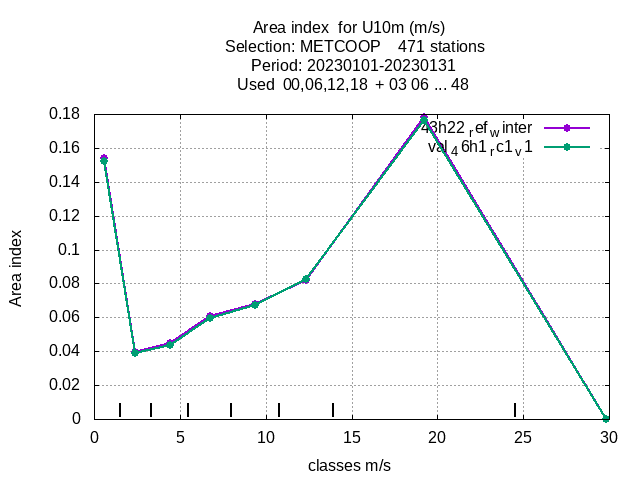 Area index  for U10m (m/s)
Selection: METCOOP    471 stations
Period: 20230101-20230131
Used  00,06,12,18  + 03 06 ... 48
0.18
0.16
0.14
0.12
0.1
0.08
0.06
0.04
0.02
0
Area index
43h22refwinter
val46h1rc1v1
0 5 10 15 20 25 30
classes m/s